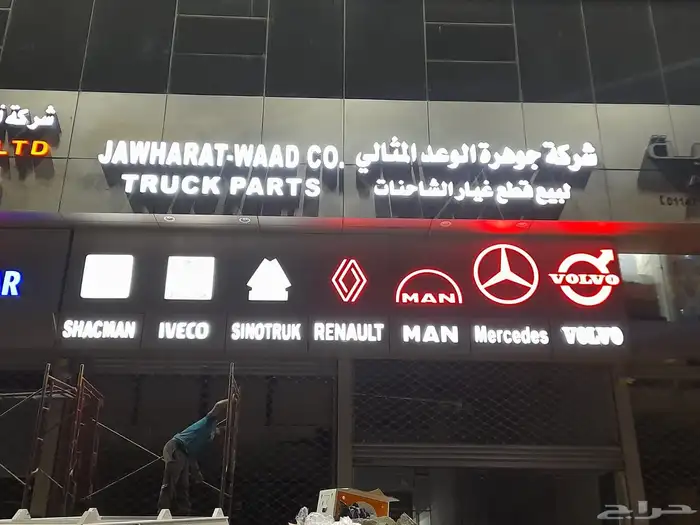 شركة
LTD
JAWHARAT-WAAD CO.
شركة جوهرة الوعد المثالي
TRUCK PARTS
لبيع قطع غيار الشاحنات
MAN
VOLVO
SHACMAN
IVECO
SINOTRUK
RENAULT
MAN
Mercedes
VOLVO
حراج